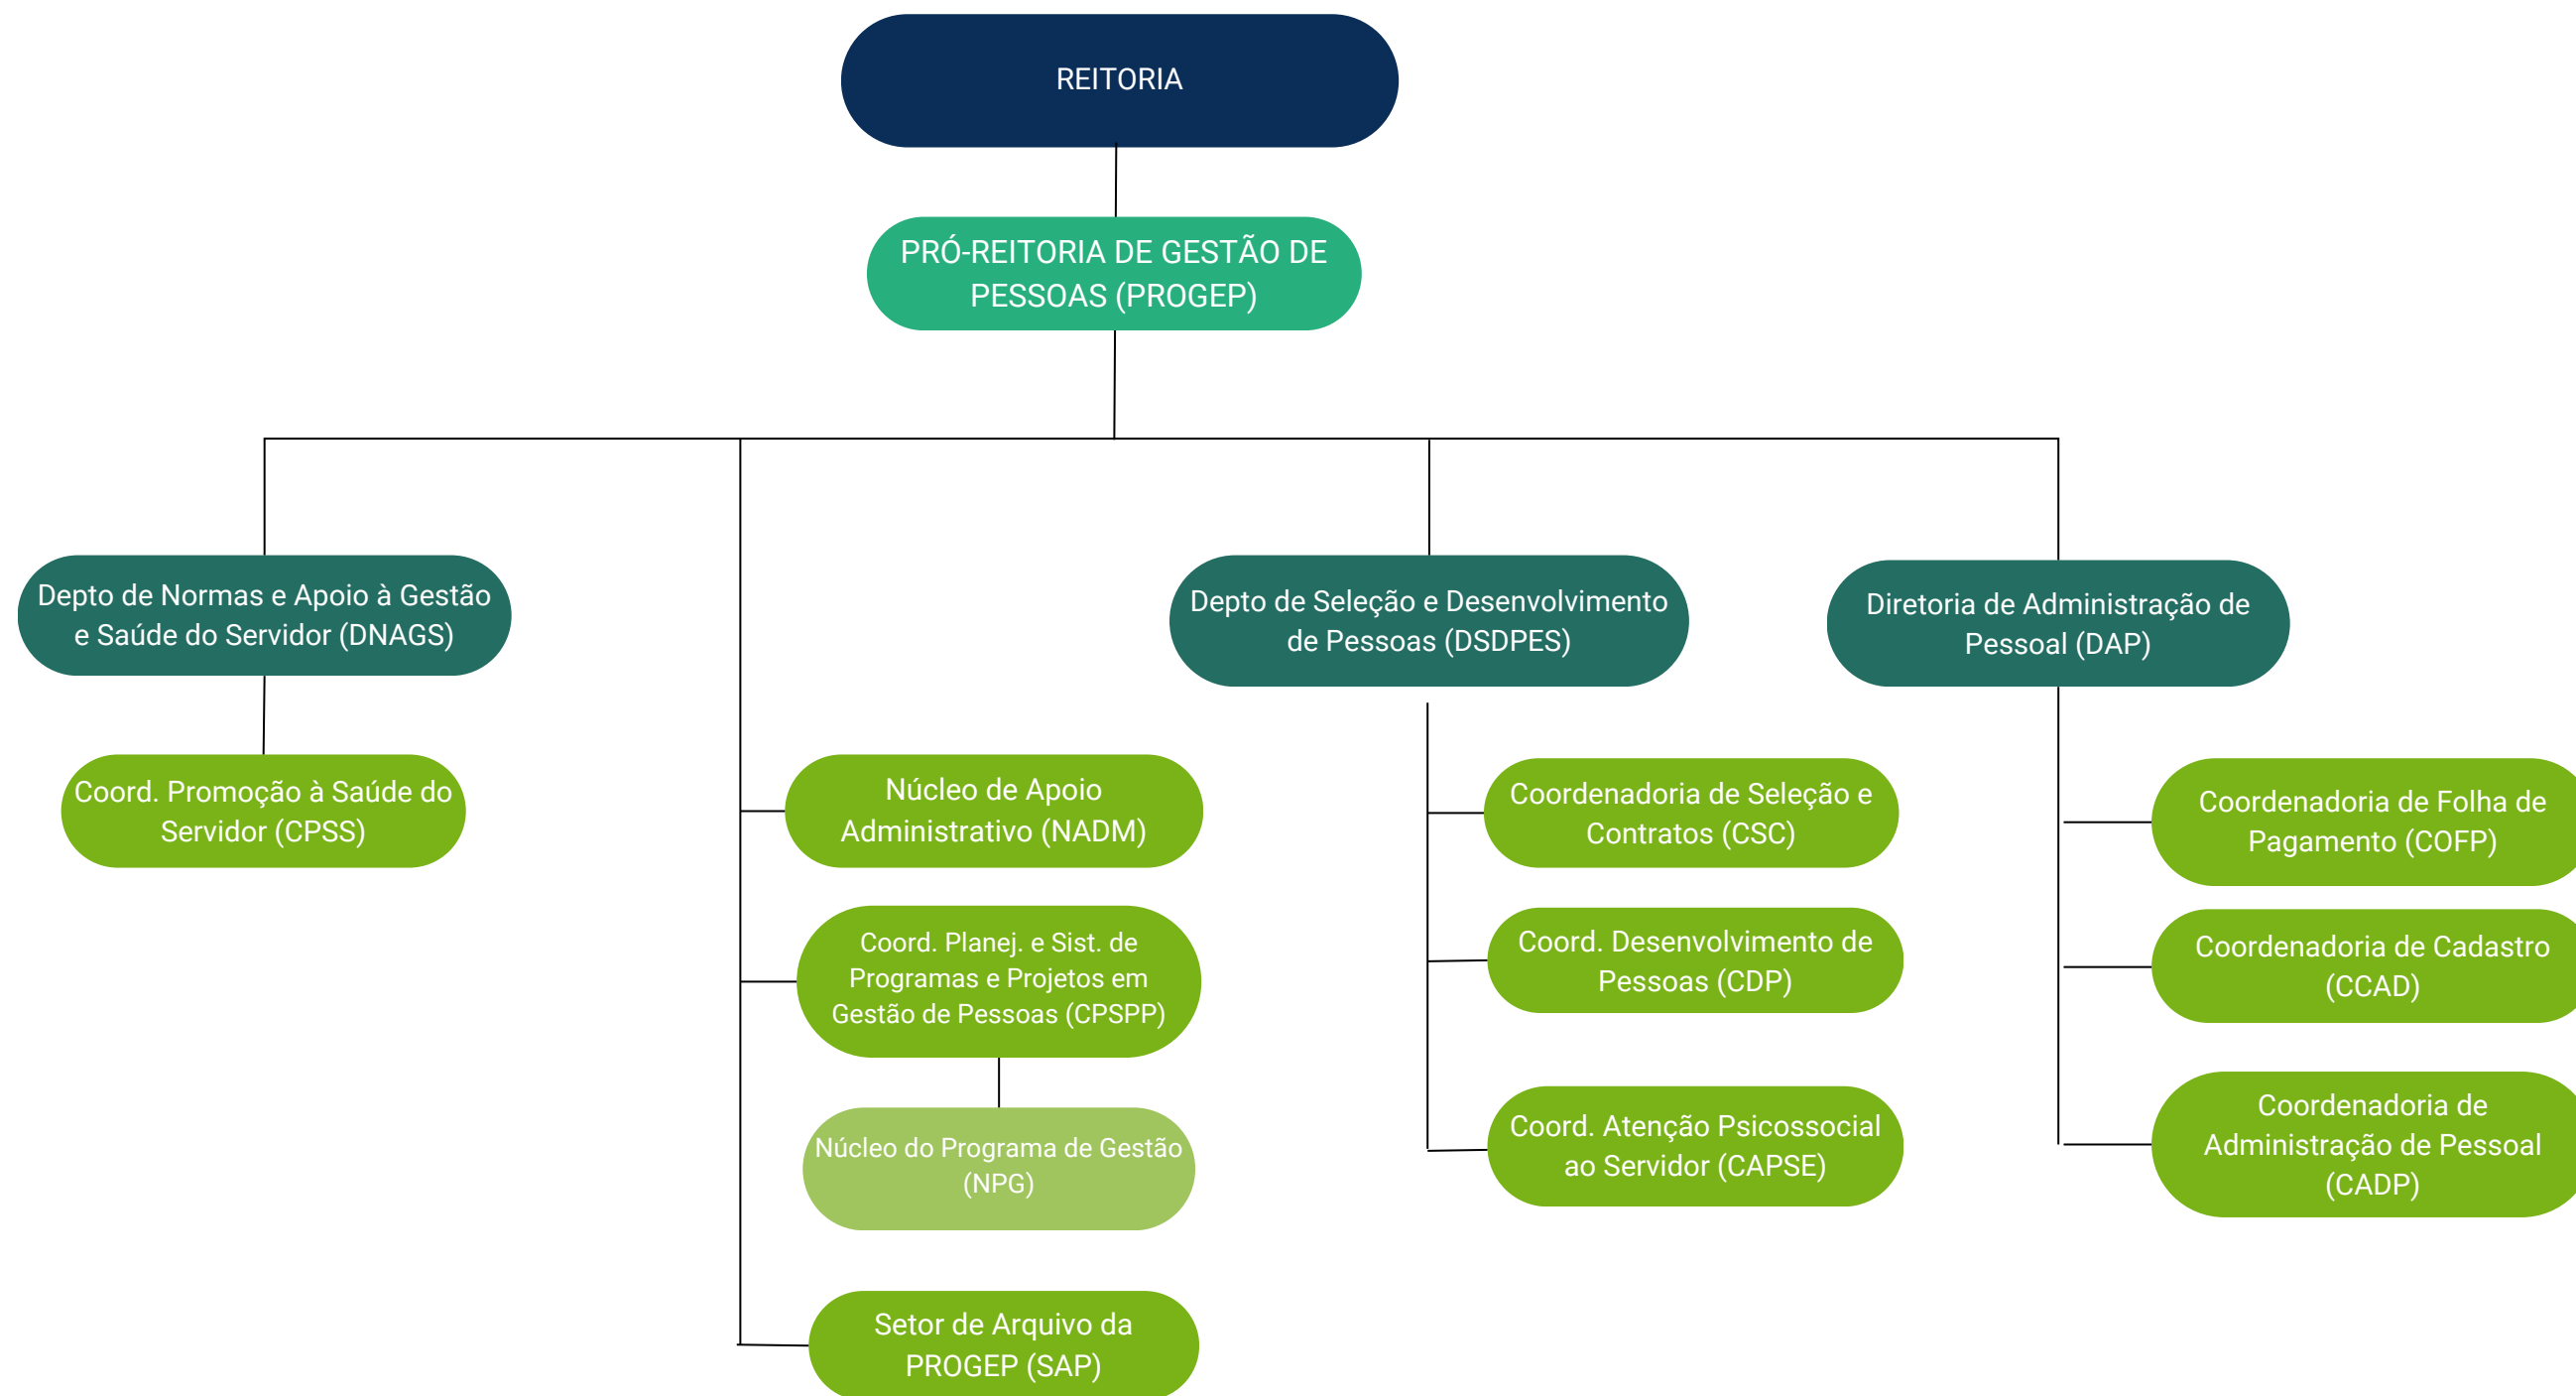 REITORIA
PRÓ-REITORIA DE GESTÃO DE
PESSOAS (PROGEP)
Depto de Normas e Apoio à Gestão
e Saúde do Servidor (DNAGS)
Coord. Promoção à Saúde do
Servidor (CPSS)
Núcleo de Apoio
Administrativo (NADM)
Coord. Planej. e Sist. de
Programas e Projetos em
Gestão de Pessoas (CPSPP)
Núcleo do Programa de Gestão
(NPG)
Setor de Arquivo da
PROGEP (SAP)
Depto de Seleção e Desenvolvimento
de Pessoas (DSDPES)
Coordenadoria de Seleção e
Contratos (CSC)
Coord. Desenvolvimento de
Pessoas (CDP)
Coord. Atenção Psicossocial
ao Servidor (CAPSE)
Diretoria de Administração de
Pessoal (DAP)
Coordenadoria de Folha de
Pagamento (COFP)
Coordenadoria de Cadastro
(CCAD)
Coordenadoria de
Administração de Pessoal
(CADP)